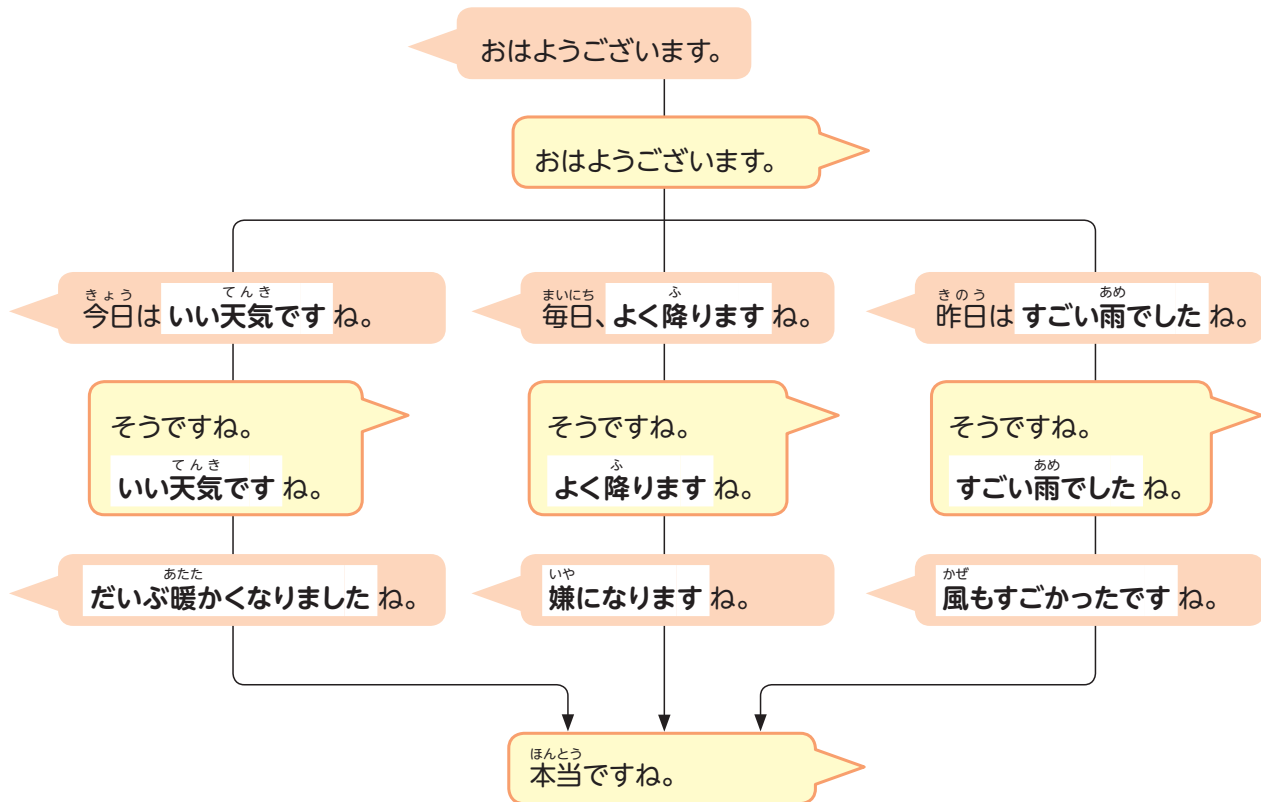 おはようございます。
おはようございます。
きょう てんき
今日は いい天気です ね。
そうですね。
てんき
いい天気です ね。
あたた
だいぶ暖かくなりました ね。
まいにち ふ
毎日、よく降ります ね。
そうですね。
ふ
よく降ります ね。
いや
嫌になります ね。
きのう あめ
昨日は すごい雨でした ね。
そうですね。
あめ
すごい雨でした ね。
かぜ
風もすごかったです ね。
ほんとう
本当ですね。